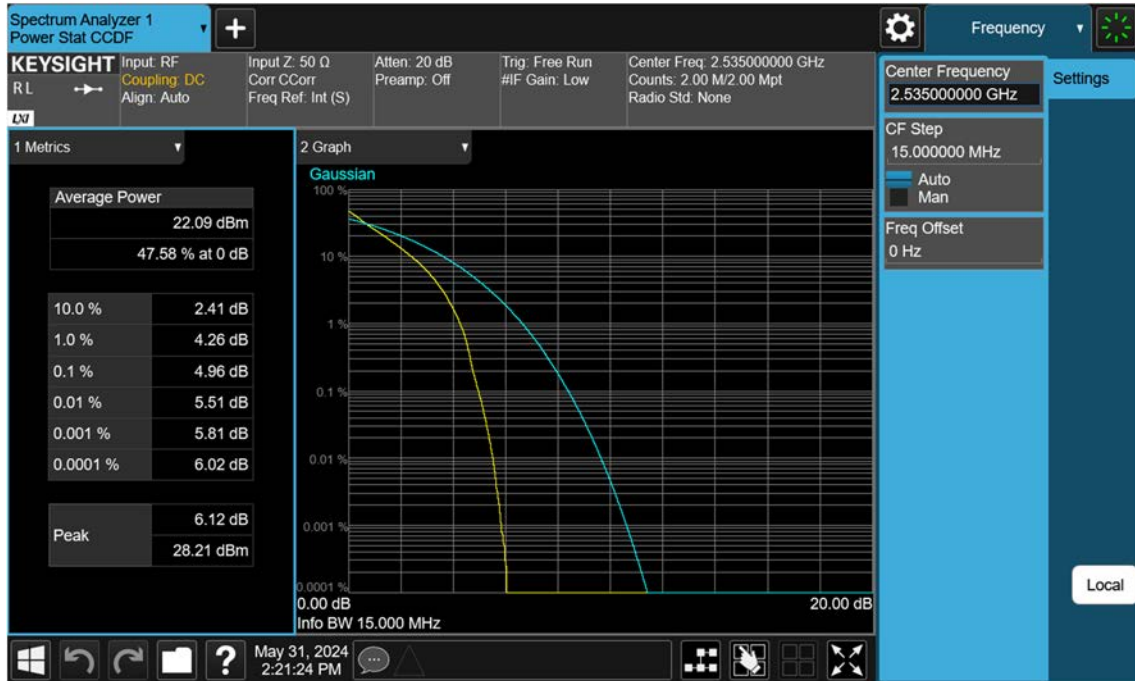 Spectrum Analyzer 1
Power Stat CCDF
Frequency
KEYSIGHT
R L
LXI
Input: RF
Coupling: DC
Align: Auto
Input Z: 50 Ω
Corr CCorr
Freq Ref: Int (S)
Atten: 20 dB
Preamp: Off
Trig: Free Run
#IF Gain: Low
Center Freq: 2.535000000 GHz
Counts: 2.00 M/2.00 Mpt
Radio Std: None
Center Frequency
2.535000000 GHz
Settings
CF Step
15.000000 MHz
Auto
Man
Freq Offset
0 Hz
Local
1 Metrics
Average Power
22.09 dBm
47.58 % at 0 dB
10.0 % 2.41 dB
1.0 % 4.26 dB
0.1 % 4.96 dB
0.01 % 5.51 dB
0.001 % 5.81 dB
0.0001 % 6.02 dB
Peak
6.12 dB
28.21 dBm
2 Graph
Gaussian
100 %
10 %
1 %
0.1 %
0.01 %
0.001 %
0.0001 %
0.00 dB 20.00 dB
Info BW 15.000 MHz
?
May 31, 2024
2:21:24 PM